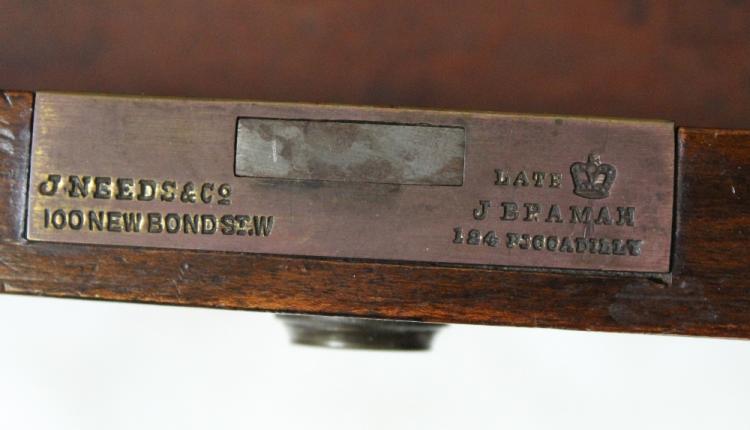 J. NEEDS & Co
100 NEW BOND ST. W
LATE
J BRAMAH
124 PICCADILLY